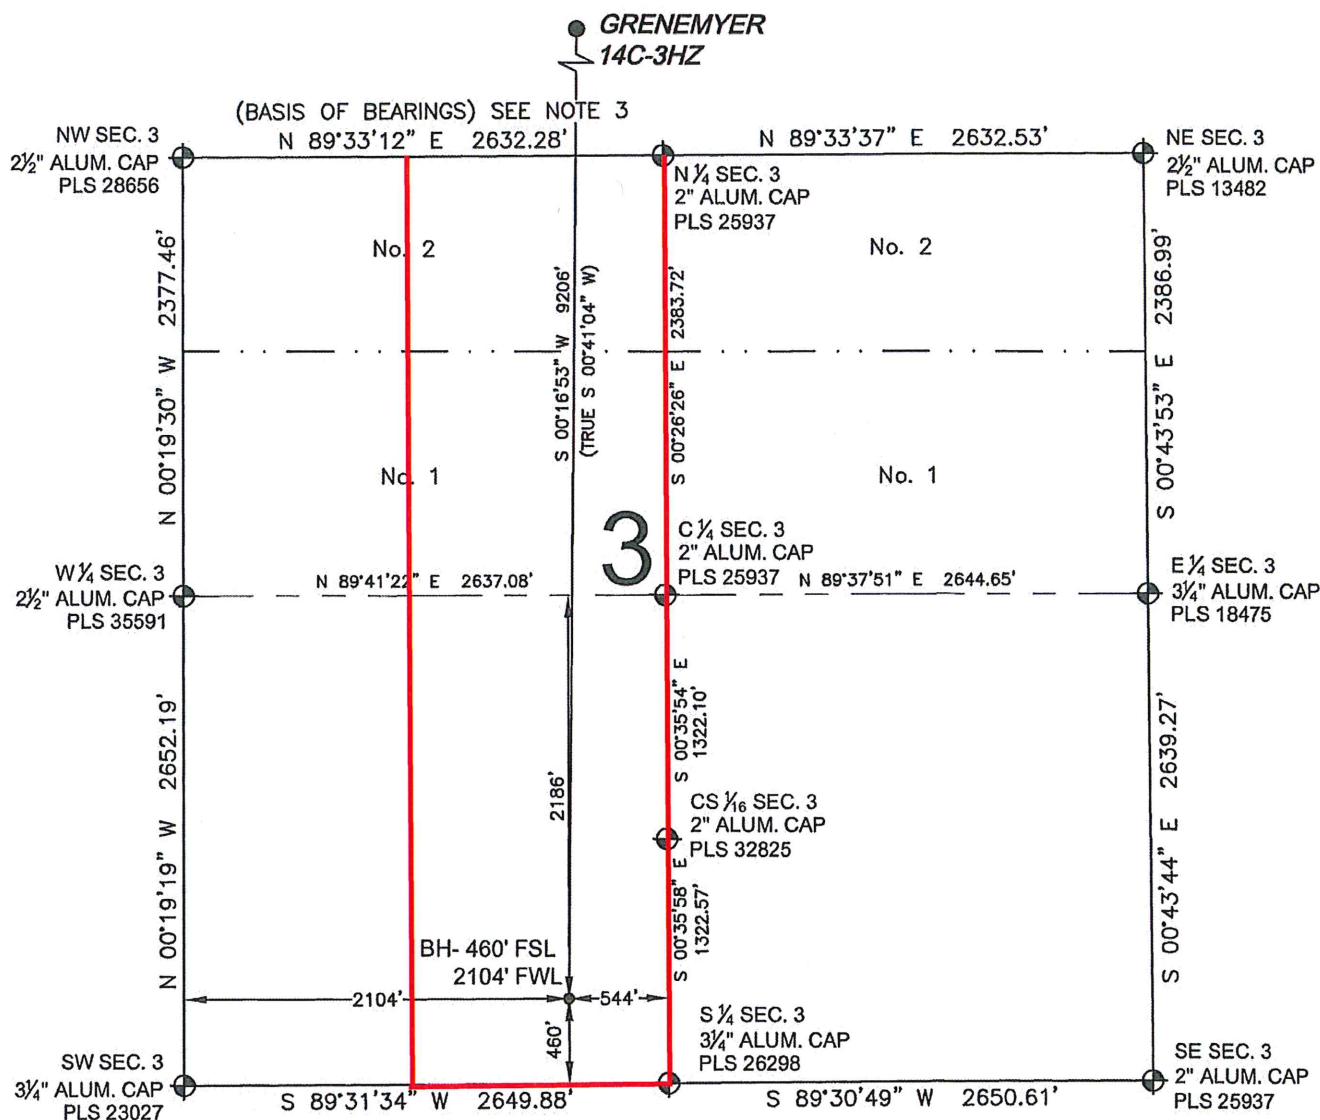 GRENEMYER
14C-3HZ
(BASIS OF BEARINGS) SEE NOTE 3
N 89°33'12" E 2632.28'
N 89°33'37" E 2632.53'
NW SEC. 3
2½" ALUM. CAP
PLS 28656
N ¼ SEC. 3
2" ALUM. CAP
PLS 25937
NE SEC. 3
2½" ALUM. CAP
PLS 13482
No. 2
No. 2
N 00°19'30" W 2377.46'
S 00°16'53" W 9206'
(TRUE S 00°41'04" W)
S 00°26'26" E 2383.72'
S 00°43'53" E 2386.99'
No. 1
No. 1
3
C ¼ SEC. 3
2" ALUM. CAP
PLS 25937
W ¼ SEC. 3
2½" ALUM. CAP
PLS 35591
N 89°41'22" E 2637.08'
N 89°37'51" E 2644.65'
E ¼ SEC. 3
3¼" ALUM. CAP
PLS 18475
N 00°19'19" W 2652.19'
2186'
S 00°35'54" E
1322.10'
CS 1/16 SEC. 3
2" ALUM. CAP
PLS 32825
S 00°35'58" E
1322.57'
S 00°43'44" E 2639.27'
BH- 460' FSL
2104' FWL
2104'
544'
460'
S ¼ SEC. 3
3¼" ALUM. CAP
PLS 26298
SW SEC. 3
3¼" ALUM. CAP
PLS 23027
S 89°31'34" W 2649.88'
S 89°30'49" W 2650.61'
SE SEC. 3
2" ALUM. CAP
PLS 25937